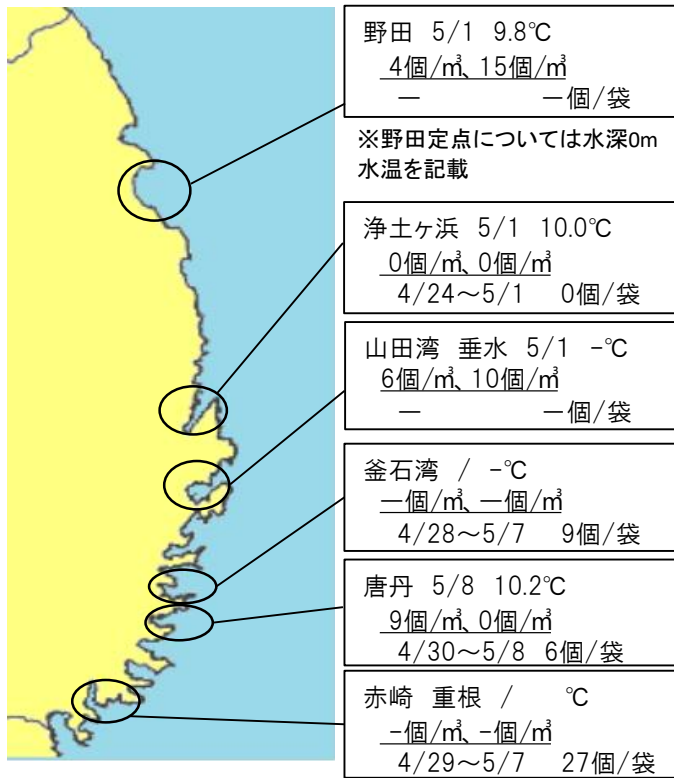 野田 5/1 9.8℃
4個/㎥、15個/㎥
― ―個/袋
※野田定点については水深0m
水温を記載
浄土ヶ浜 5/1 10.0℃
0個/㎥、0個/㎥
4/24～5/1 0個/袋
山田湾 垂水 5/1 -℃
6個/㎥、10個/㎥
― ―個/袋
釜石湾 / -℃
―個/㎥、―個/㎥
4/28～5/7 9個/袋
唐丹 5/8 10.2℃
9個/㎥、0個/㎥
4/30～5/8 6個/袋
赤崎 重根 / ℃
-個/㎥、-個/㎥
4/29～5/7 27個/袋